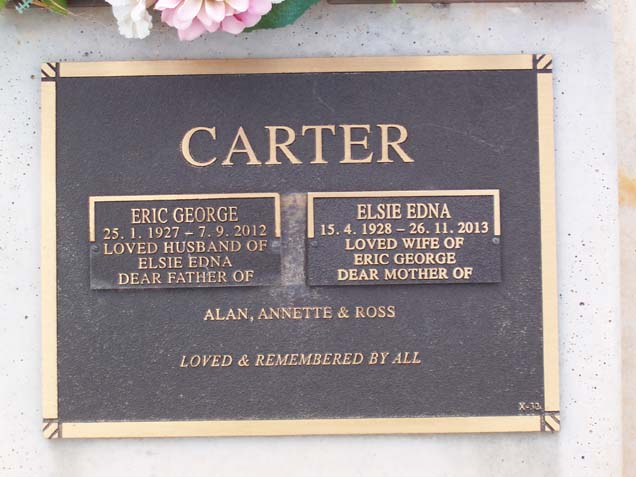 CARTER
ERIC GEORGE
25. 1. 1927 – 7. 9. 2012
LOVED HUSBAND OF
ELSIE EDNA
DEAR FATHER OF
ELSIE EDNA
15. 4. 1928 – 26. 11. 2013
LOVED WIFE OF
ERIC GEORGE
DEAR MOTHER OF
ALAN, ANNETTE & ROSS
LOVED & REMEMBERED BY ALL